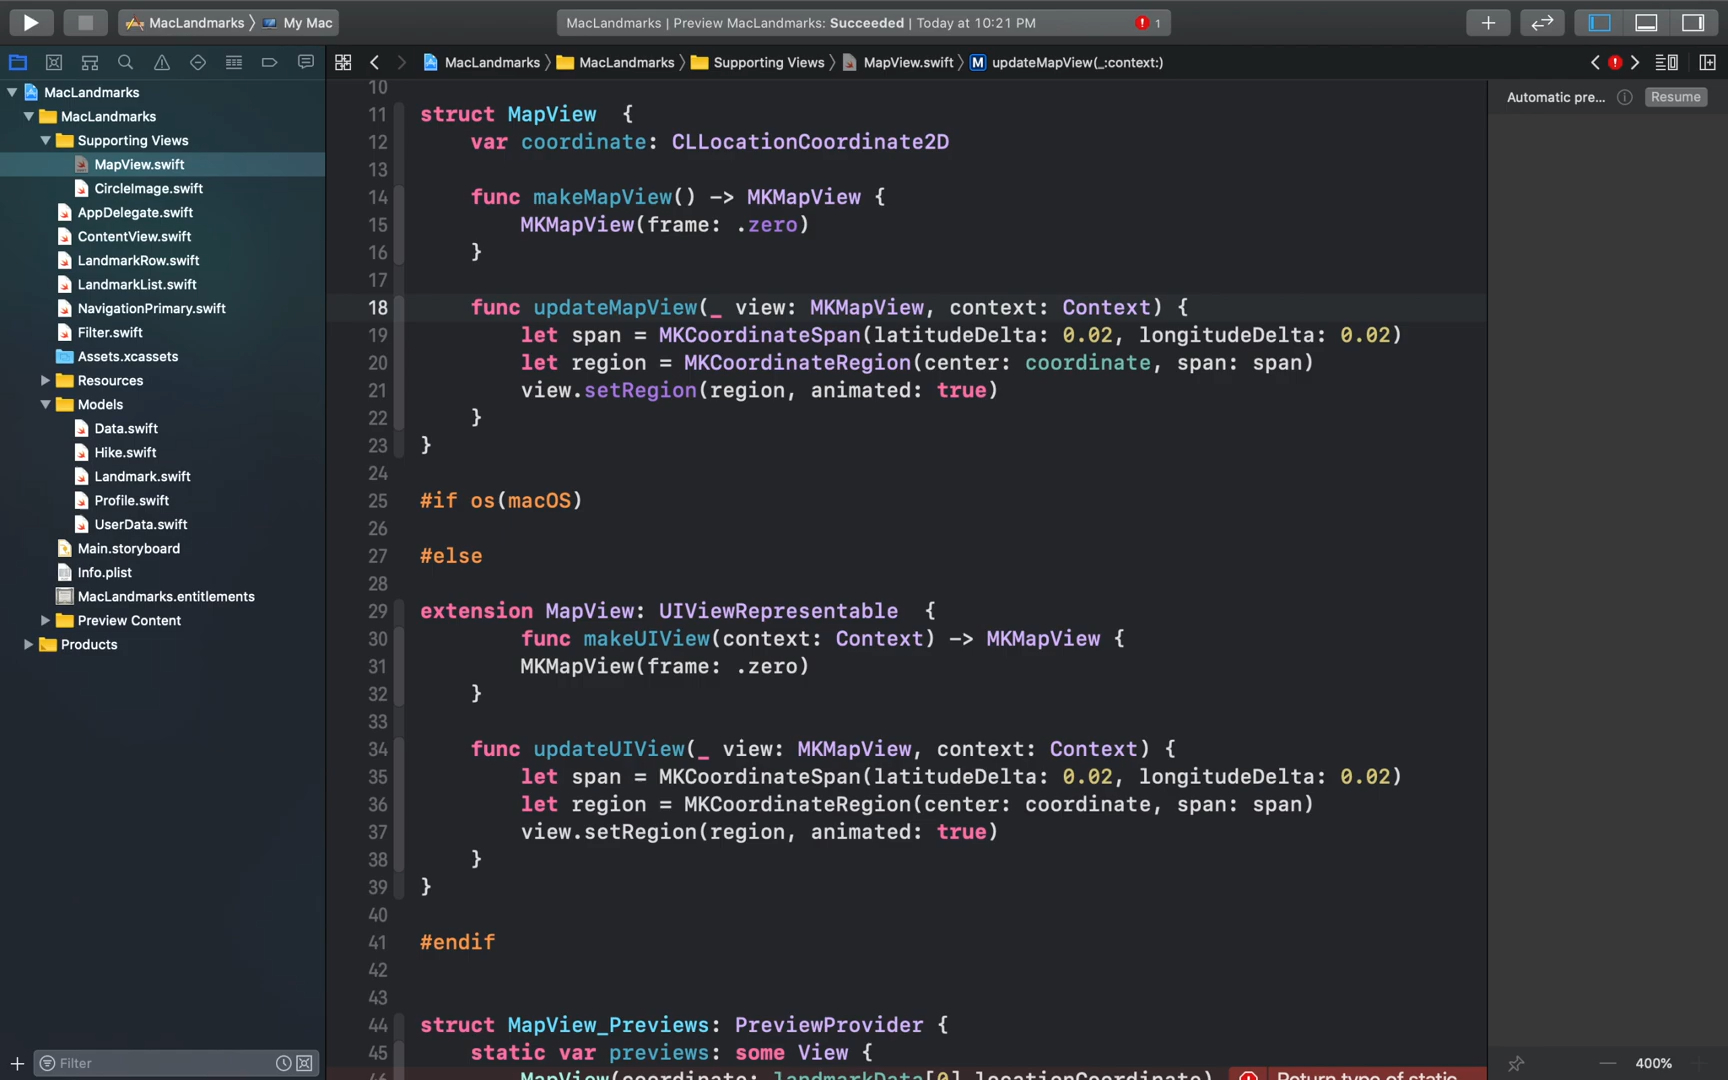 MacLandmarks 〉 My Mac
MacLandmarks | Preview MacLandmarks: Succeeded | Today at 10:21 PM
1
MacLandmarks 〉 MacLandmarks 〉 Supporting Views 〉 MapView.swift 〉 M updateMapView(_:context:)
Automatic pre... Resume
MacLandmarks
MacLandmarks
Supporting Views
MapView.swift
CircleImage.swift
AppDelegate.swift
ContentView.swift
LandmarkRow.swift
LandmarkList.swift
NavigationPrimary.swift
Filter.swift
Assets.xcassets
Resources
Models
Data.swift
Hike.swift
Landmark.swift
Profile.swift
UserData.swift
Main.storyboard
Info.plist
MacLandmarks.entitlements
Preview Content
Products
Filter
10
11 struct MapView  {
12 var coordinate: CLLocationCoordinate2D
13
14 func makeMapView() -> MKMapView {
15 MKMapView(frame: .zero)
16 }
17
18 func updateMapView(_ view: MKMapView, context: Context) {
19 let span = MKCoordinateSpan(latitudeDelta: 0.02, longitudeDelta: 0.02)
20 let region = MKCoordinateRegion(center: coordinate, span: span)
21 view.setRegion(region, animated: true)
22 }
23 }
24
25 #if os(macOS)
26
27 #else
28
29 extension MapView: UIViewRepresentable  {
30 func makeUIView(context: Context) -> MKMapView {
31 MKMapView(frame: .zero)
32 }
33
34 func updateUIView(_ view: MKMapView, context: Context) {
35 let span = MKCoordinateSpan(latitudeDelta: 0.02, longitudeDelta: 0.02)
36 let region = MKCoordinateRegion(center: coordinate, span: span)
37 view.setRegion(region, animated: true)
38 }
39 }
40
41 #endif
42
43
44 struct MapView_Previews: PreviewProvider {
45 static var previews: some View {
46 MapView(coordinate: landmarkData[0].locationCoordinate) Return type of static
400%